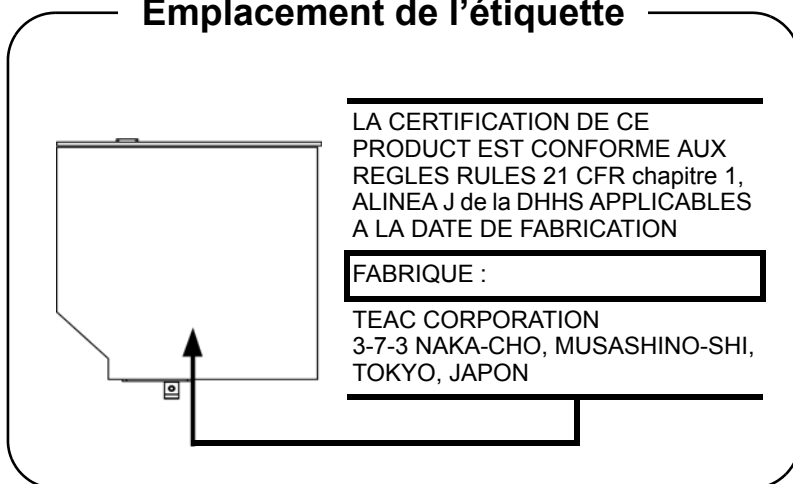 Emplacement de l’étiquette
LA CERTIFICATION DE CE
PRODUCT EST CONFORME AUX
REGLES RULES 21 CFR chapitre 1,
ALINEA J de la DHHS APPLICABLES
A LA DATE DE FABRICATION
FABRIQUE :
TEAC CORPORATION
3-7-3 NAKA-CHO, MUSASHINO-SHI,
TOKYO, JAPON